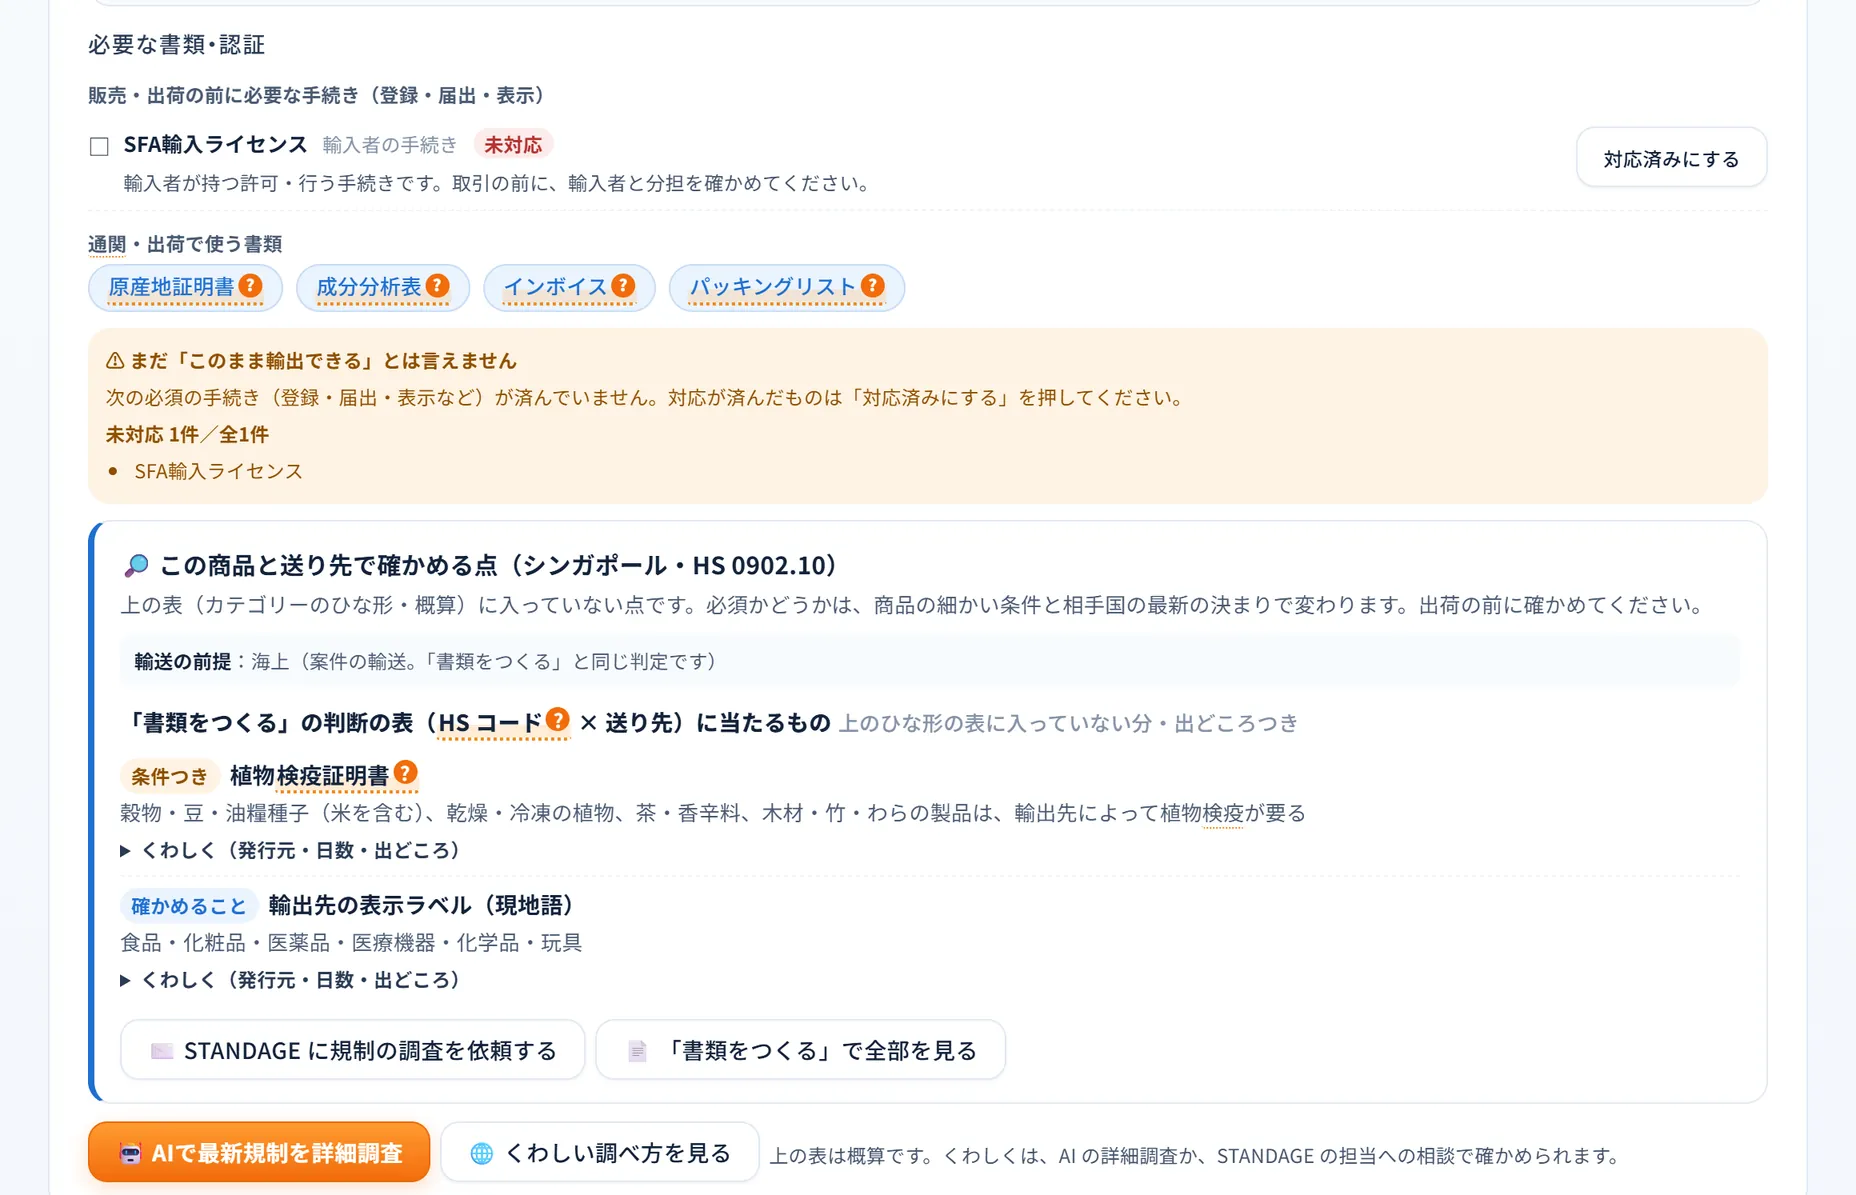 必要な書類・認証
販売・出荷の前に必要な手続き（登録・届出・表示）
SFA輸入ライセンス 輸入者の手続き 未対応
対応済みにする
輸入者が持つ許可・行う手続きです。取引の前に、輸入者と分担を確かめてください。
通関・出荷で使う書類
原産地証明書? 成分分析表? インボイス? パッキングリスト?
⚠まだ「このまま輸出できる」とは言えません
次の必須の手続き（登録・届出・表示など）が済んでいません。対応が済んだものは「対応済みにする」を押してください。
未対応 1件／全1件
• SFA輸入ライセンス
🔎 この商品と送り先で確かめる点（シンガポール・HS 0902.10）
上の表（カテゴリーのひな形・概算）に入っていない点です。必須かどうかは、商品の細かい条件と相手国の最新の決まりで変わります。出荷の前に確かめてください。
輸送の前提：海上（案件の輸送。「書類をつくる」と同じ判定です）
「書類をつくる」の判断の表（HS コード? × 送り先）に当たるもの 上のひな形の表に入っていない分・出どころつき
条件つき 植物検疫証明書?
穀物・豆・油糧種子（米を含む）、乾燥・冷凍の植物、茶・香辛料、木材・竹・わらの製品は、輸出先によって植物検疫が要る
▶ くわしく（発行元・日数・出どころ）
確かめること 輸出先の表示ラベル（現地語）
食品・化粧品・医薬品・医療機器・化学品・玩具
▶ くわしく（発行元・日数・出どころ）
STANDAGE に規制の調査を依頼する
「書類をつくる」で全部を見る
AIで最新規制を詳細調査
くわしい調べ方を見る
上の表は概算です。くわしくは、AI の詳細調査か、STANDAGE の担当への相談で確かめられます。